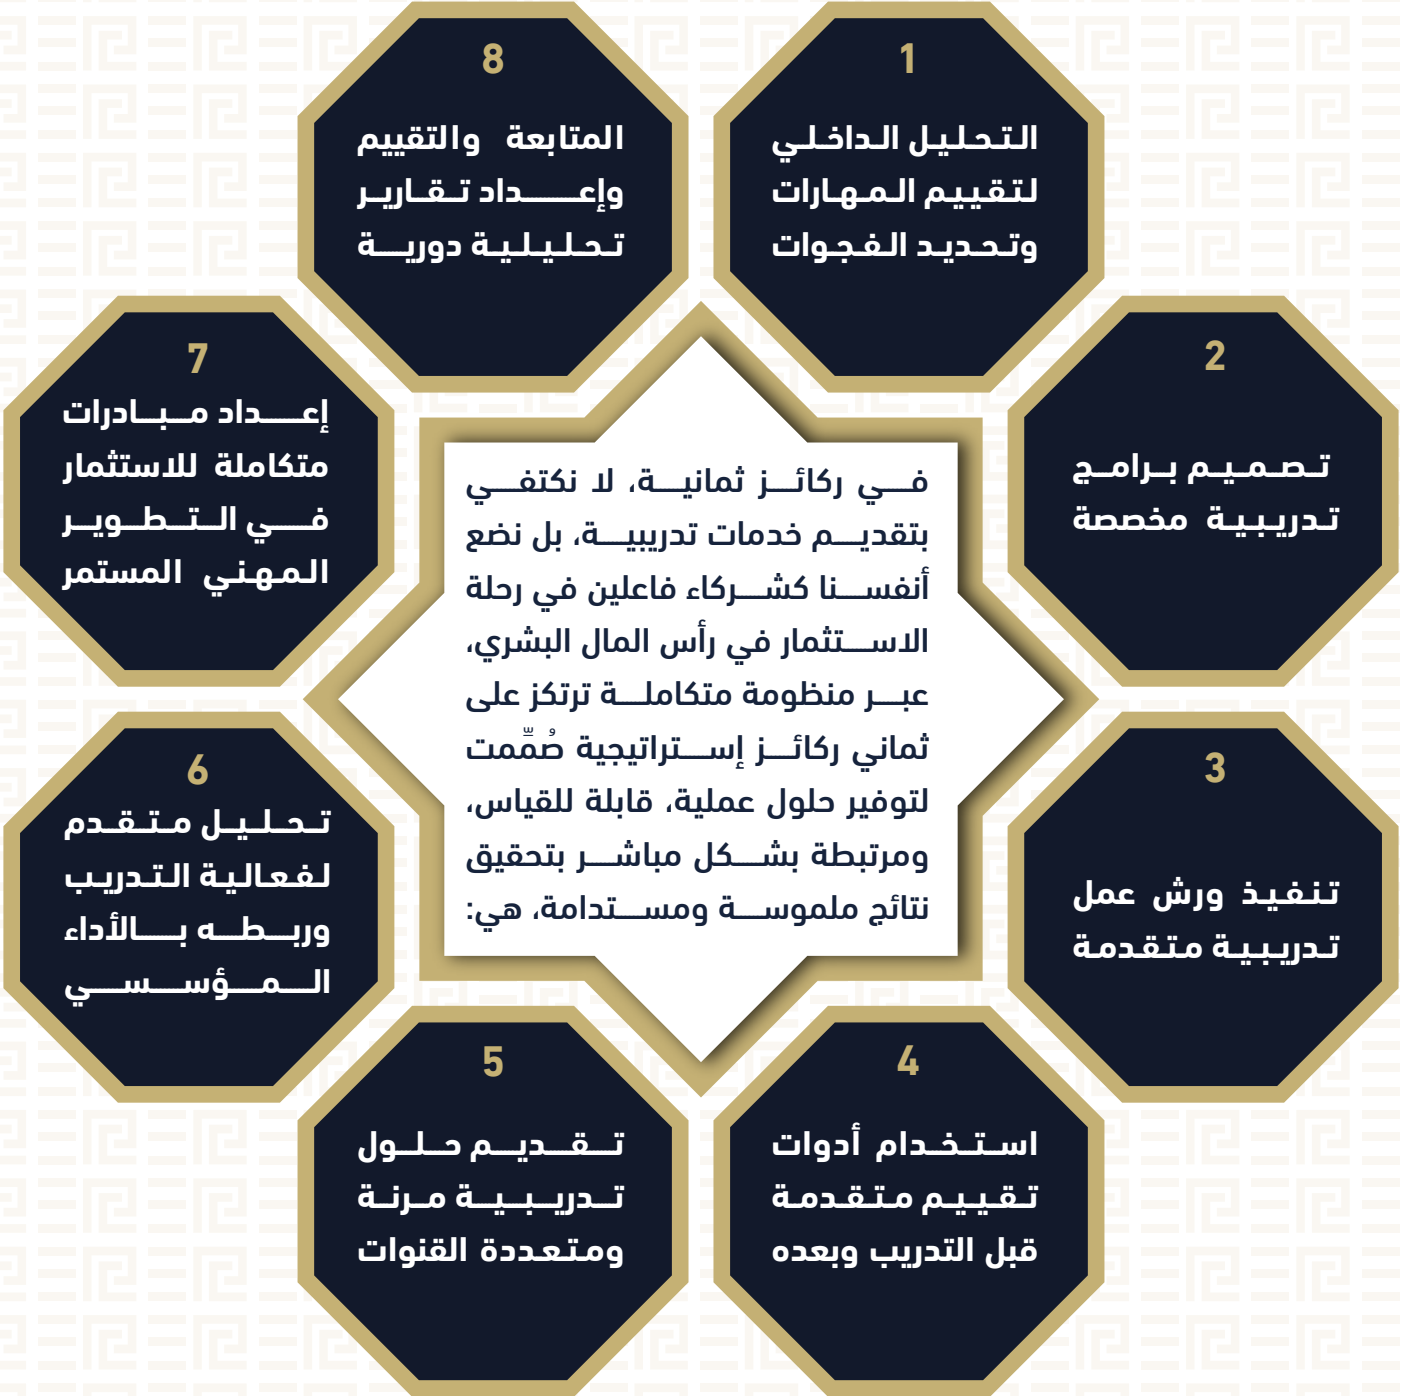 في ركائز ثمانية، لا نكتفي
بتقديم خدمات تدريبية، بل نضع
أنفسنا كشركاء فاعلين في رحلة
الاستثمار في رأس المال البشري،
عبر منظومة متكاملة ترتكز على
ثماني ركائز إستراتيجية صُمِّمت
لتوفير حلول عملية، قابلة للقياس،
ومرتبطة بشكل مباشر بتحقيق
نتائج ملموسة ومستدامة، هي:
1
التحليل الداخلي
لتقييم المهارات
وتحديد الفجوات
2
تصميم برامج
تدريبية مخصصة
3
تنفيذ ورش عمل
تدريبية متقدمة
4
استخدام أدوات
تقييم متقدمة
قبل التدريب وبعده
5
تقديم حلول
تدريبية مرنة
ومتعددة القنوات
6
تحليل متقدم
لفعالية التدريب
وربطه بالأداء
المؤسسي
7
إعداد مبادرات
متكاملة للاستثمار
في التطوير
المهني المستمر
8
المتابعة والتقييم
وإعداد تقارير
تحليلية دورية